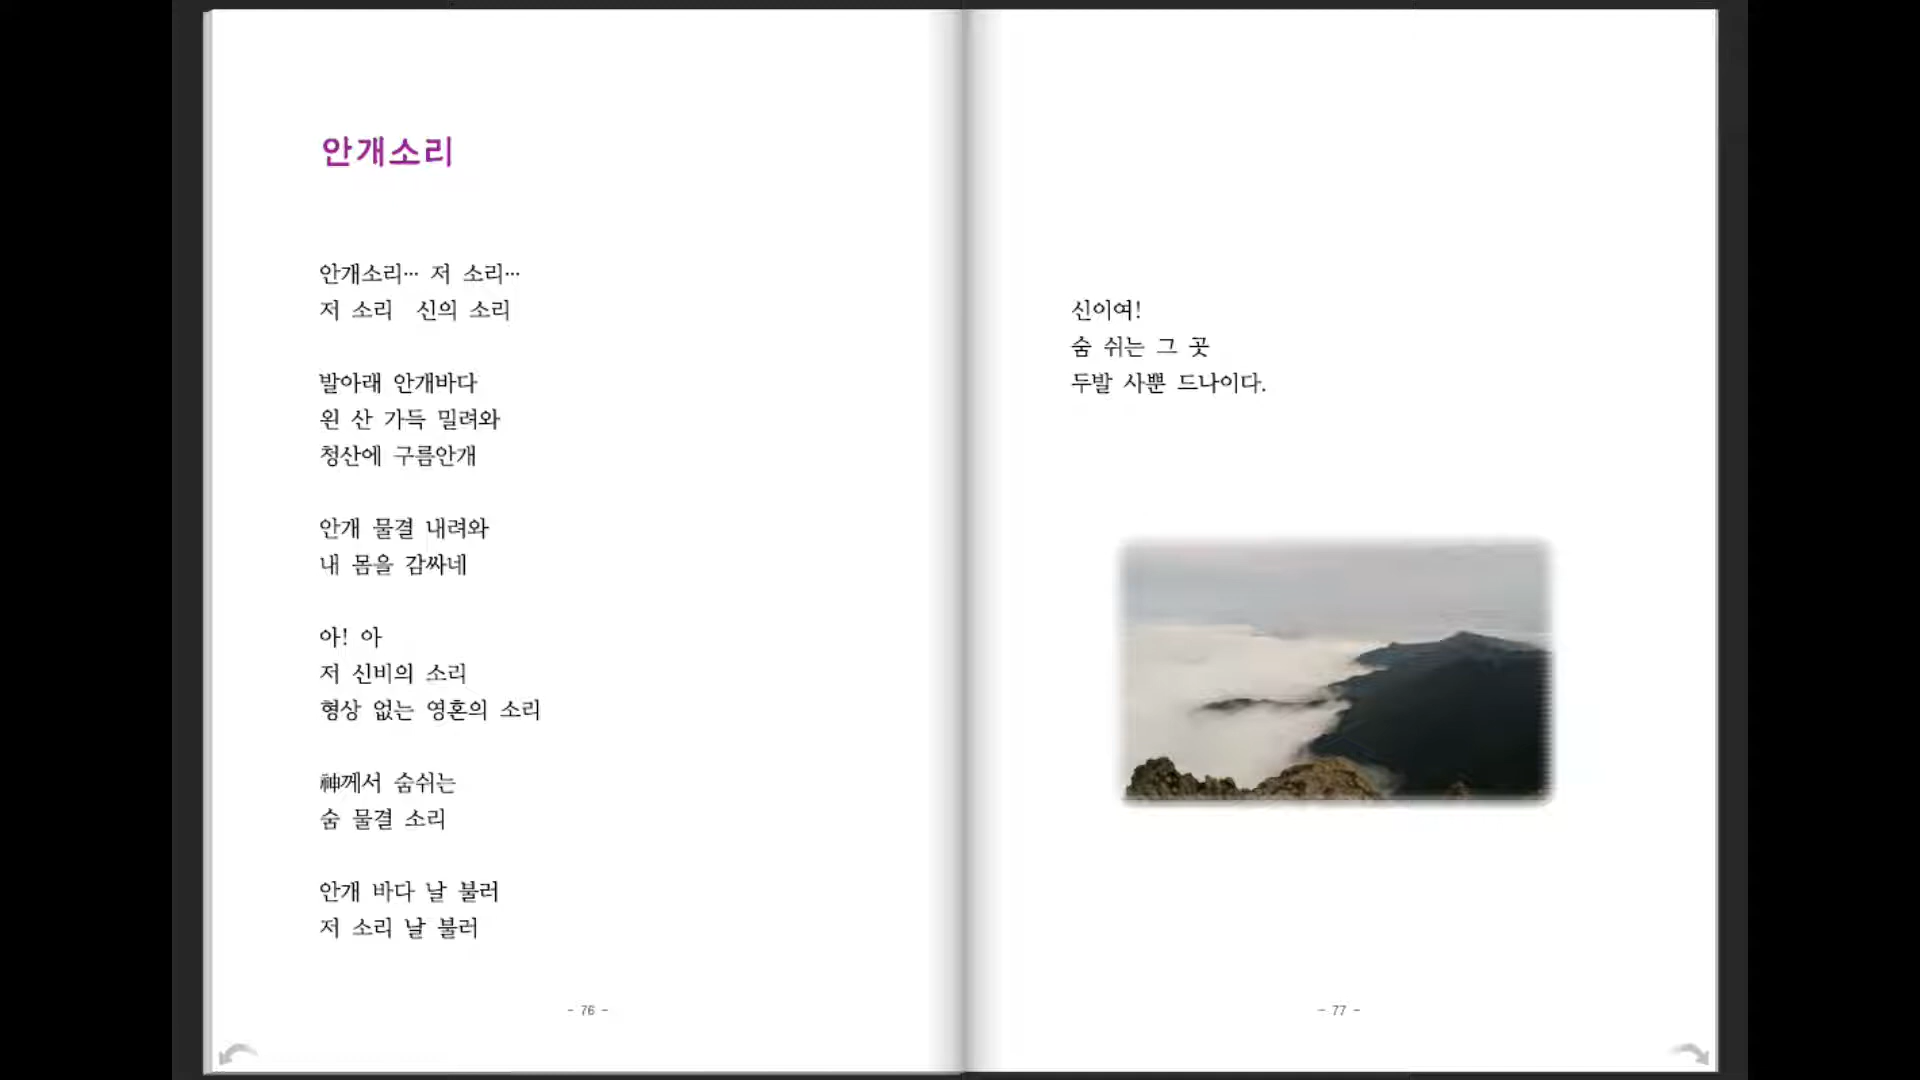 안개소리
안개소리… 저 소리…
저 소리 신의 소리
발아래 안개바다
왼 산 가득 밀려와
청산에 구름안개
안개 물결 내려와
내 몸을 감싸네
아! 아
저 신비의 소리
형상 없는 영혼의 소리
神께서 숨쉬는
숨 물결 소리
안개 바다 날 불러
저 소리 날 불러
- 76 -
신이여!
숨 쉬는 그 곳
두발 사뿐 드나이다.
- 77 -